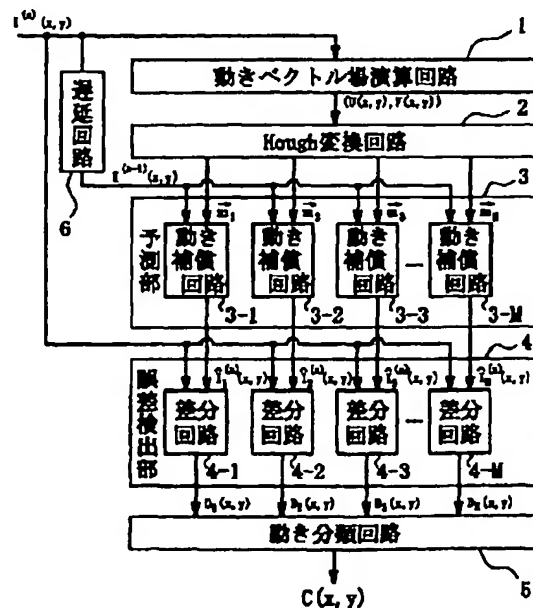 I⁽ⁿ⁾(x,y)
1
動きベクトル場演算回路
(U(x,y),V(x,y))
2
遅延回路
Hough変換回路
I⁽ⁿ⁻¹⁾(x,y)
6
3
予測部
m₁ m₂ m₃ m_M
動き補償回路 動き補償回路 動き補償回路 — 動き補償回路
3-1 3-2 3-3 3-M
4
誤差検出部
Î₁⁽ⁿ⁾(x,y) Î₂⁽ⁿ⁾(x,y) Î₃⁽ⁿ⁾(x,y) Î_M⁽ⁿ⁾(x,y)
差分回路 差分回路 差分回路 — 差分回路
4-1 4-2 4-3 4-M
D₁(x,y) D₂(x,y) D₃(x,y) D_M(x,y)
動き分類回路
5
C(x,y)